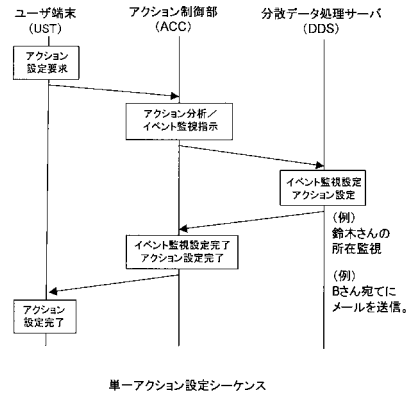 ユーザ端末
(UST)
アクション制御部
(ACC)
分散データ処理サーバ
(DDS)
アクション
設定要求
アクション分析/
イベント監視指示
イベント監視設定
アクション設定
(例)
鈴木さんの
所在監視
イベント監視設定完了
アクション設定完了
(例)
Bさん宛てに
メールを送信。
アクション
設定完了
単一アクション設定シーケンス